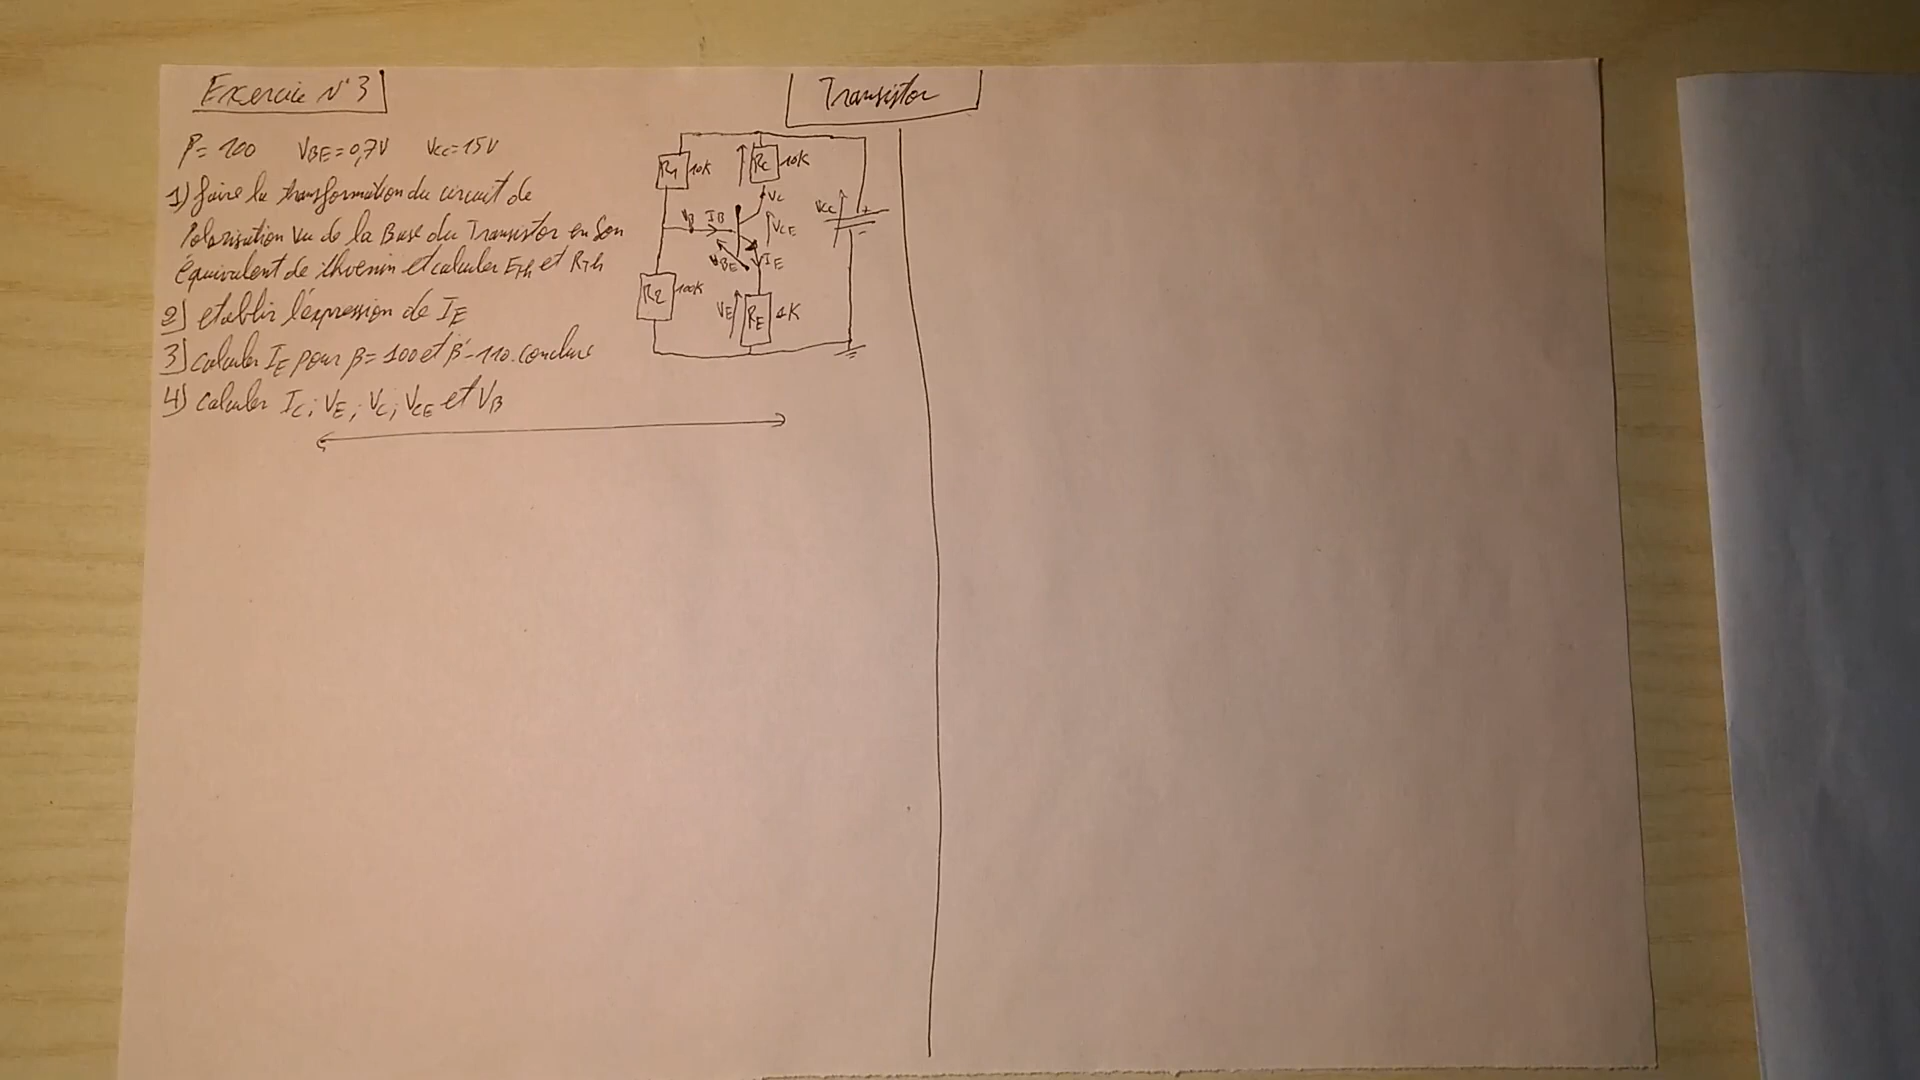 Exercice N°3
Transistor
β = 100 VBE = 0,7V VCC = 15V
1) faire la transformation du circuit de
Polarisation Vu de la Base du Transistor en Son
équivalent de thvenin et calculer ETh et RTh
2) etablir l'expression de IE
3) calculer IE pour β = 100 et β' = 110. conclure
4) calculer IC ; VE ; VC ; VCE et VB
R1 10K
RC 10K
VC
VCC + -
VB IB
VCE
VBE
IE
R2 100K
VE RE 1K